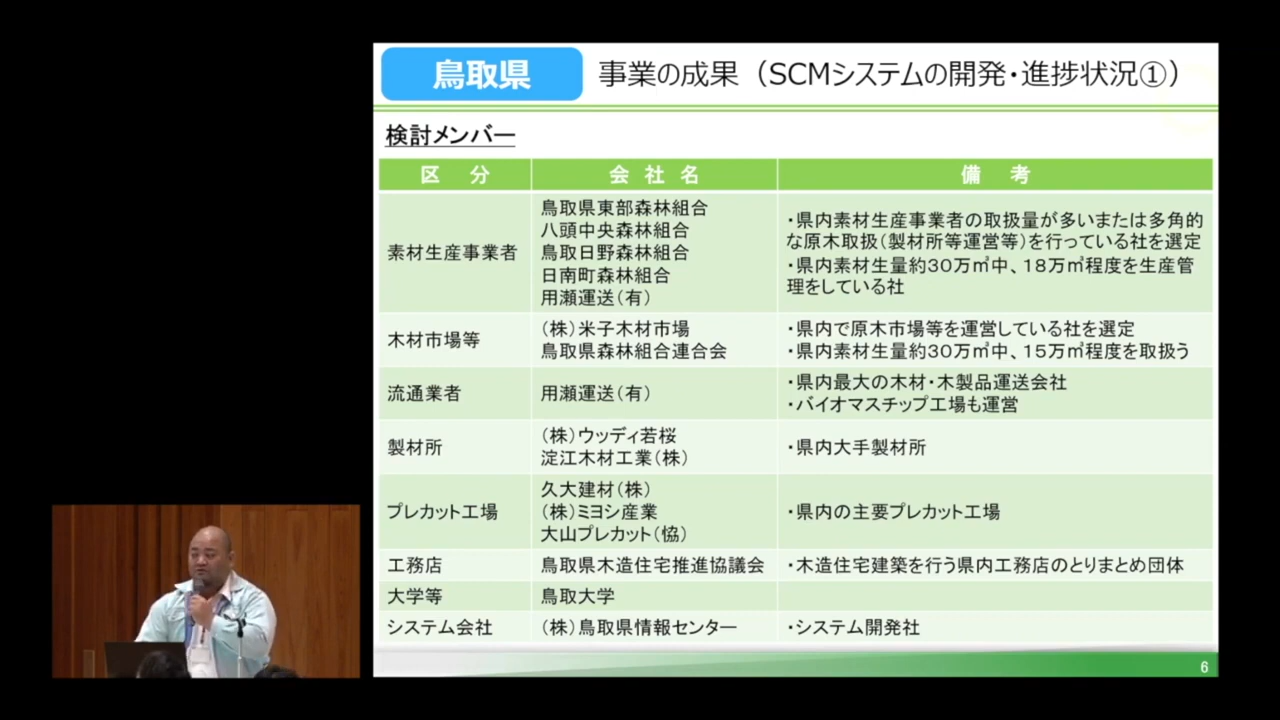 鳥取県
事業の成果（SCMシステムの開発・進捗状況①）
検討メンバー
区　分
会 社 名
備　考
素材生産事業者
鳥取県東部森林組合
八頭中央森林組合
鳥取日野森林組合
日南町森林組合
用瀬運送（有）
・県内素材生産事業者の取扱量が多いまたは多角的
な原木取扱（製材所等運営等）を行っている社を選定
・県内素材生量約３０万㎥中、１８万㎥程度を生産管
理をしている社
木材市場等
（株）米子木材市場
鳥取県森林組合連合会
・県内で原木市場等を運営している社を選定
・県内素材生量約３０万㎥中、１５万㎥程度を取扱う
流通業者
用瀬運送（有）
・県内最大の木材・木製品運送会社
・バイオマスチップ工場も運営
製材所
（株）ウッディ若桜
淀江木材工業（株）
・県内大手製材所
プレカット工場
久大建材（株）
（株）ミヨシ産業
大山プレカット（協）
・県内の主要プレカット工場
工務店
鳥取県木造住宅推進協議会
・木造住宅建築を行う県内工務店のとりまとめ団体
大学等
鳥取大学
システム会社
（株）鳥取県情報センター
・システム開発社
6